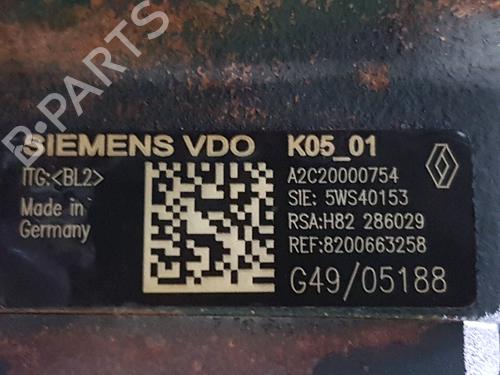 B-PARTS
SIEMENS VDO K05_01
ITG:<BL2> A2C20000754
Made in SIE: 5WS40153
Germany RSA:H82 286029
REF:8200663258
G49/05188